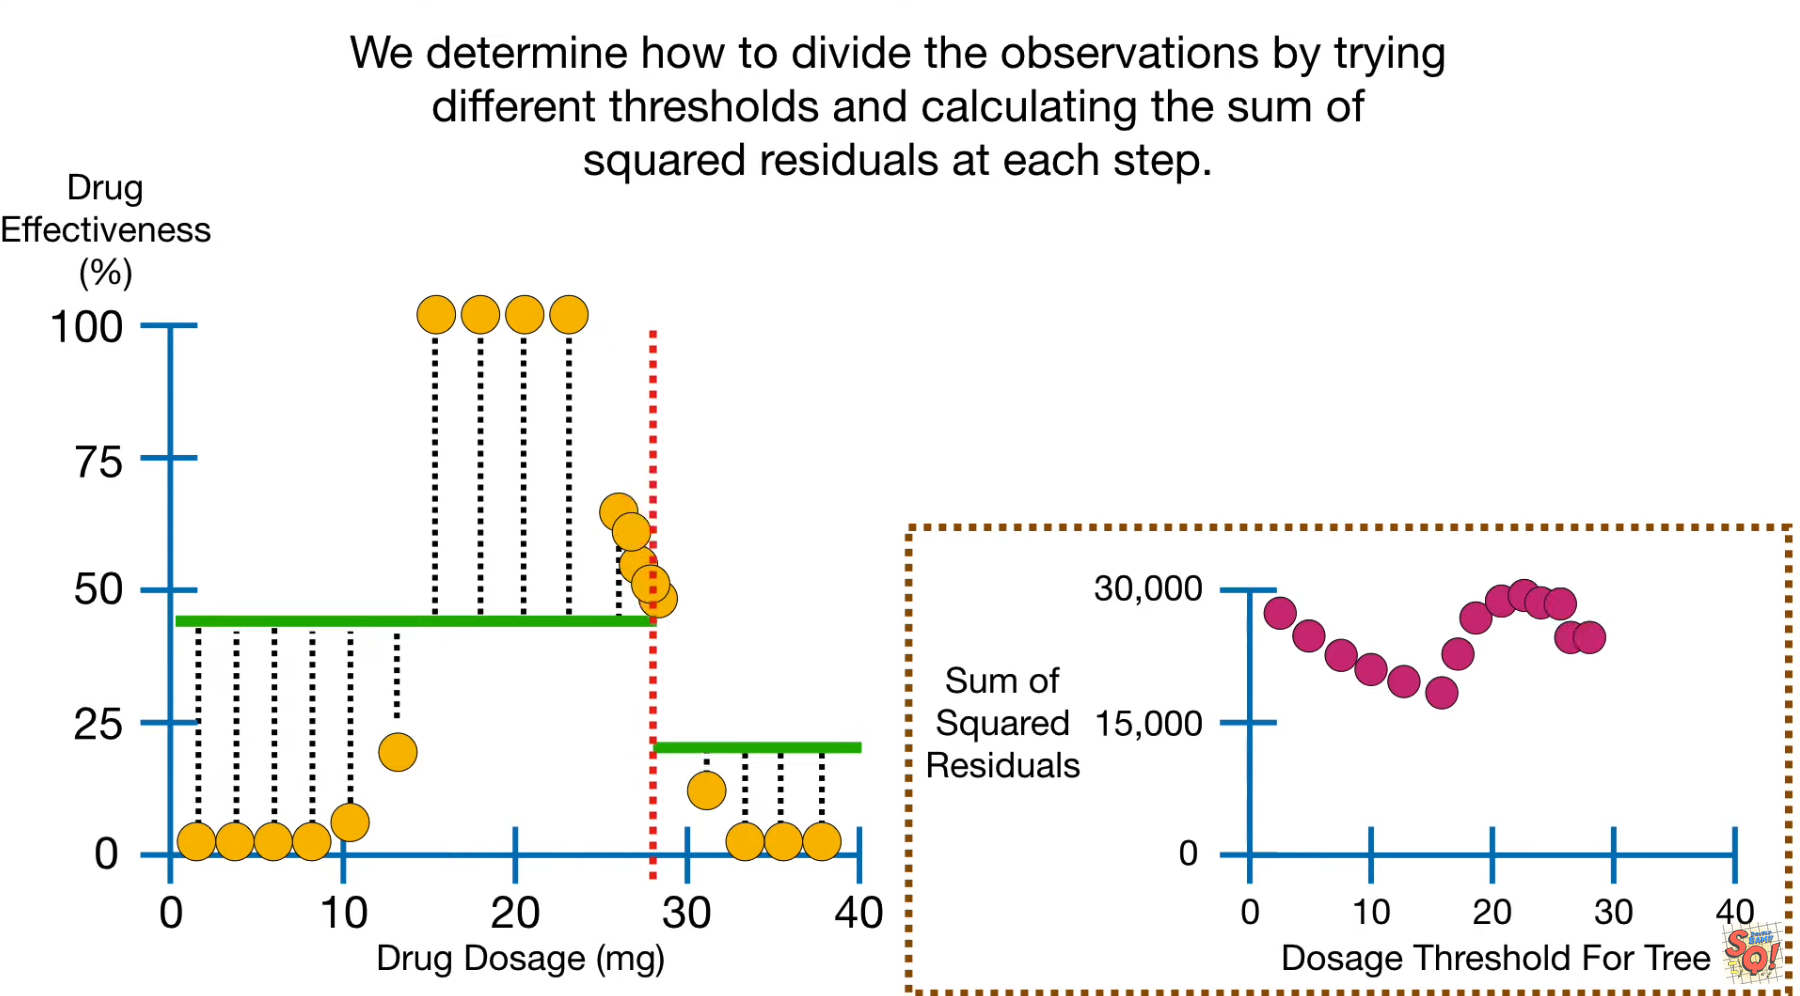 We determine how to divide the observations by trying
different thresholds and calculating the sum of
squared residuals at each step.
Drug
Effectiveness
(%)
100
75
50
25
0
0 10 20 30 40
Drug Dosage (mg)
30,000
15,000
0
Sum of
Squared
Residuals
0 10 20 30 40
Dosage Threshold For Tree
SQ!